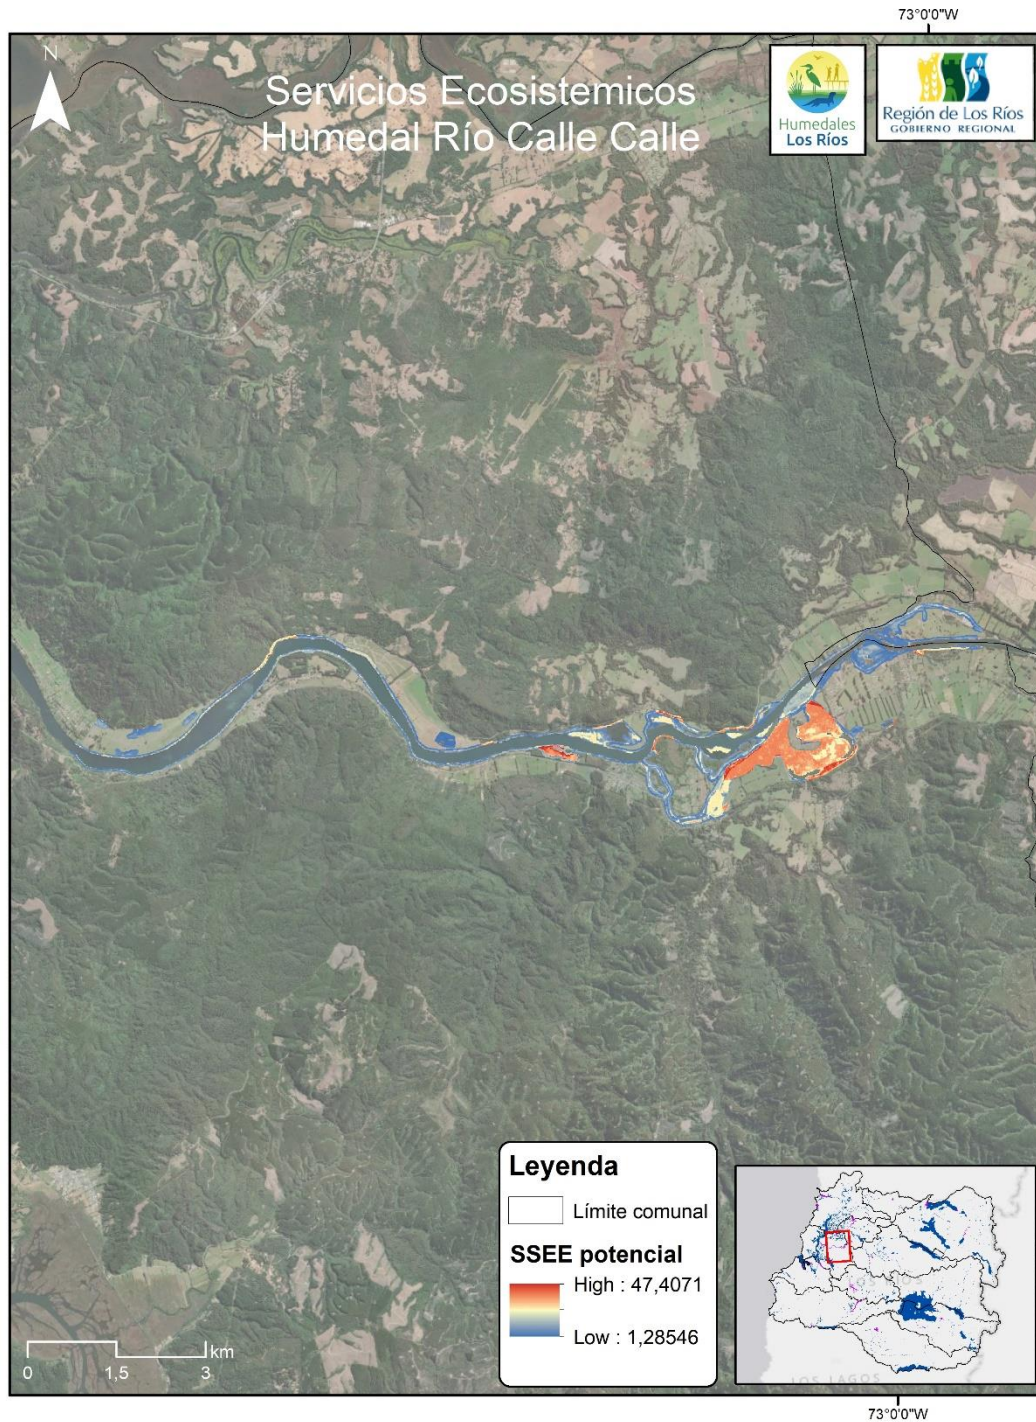 73°0'0"W
N
Servicios Ecosistemicos
Humedal Río Calle Calle
Humedales
Los Ríos
Región de Los Ríos
GOBIERNO REGIONAL
Leyenda
Límite comunal
SSEE potencial
High : 47,4071
Low : 1,28546
km
0 1,5 3
LOS LAGOS
73°0'0"W